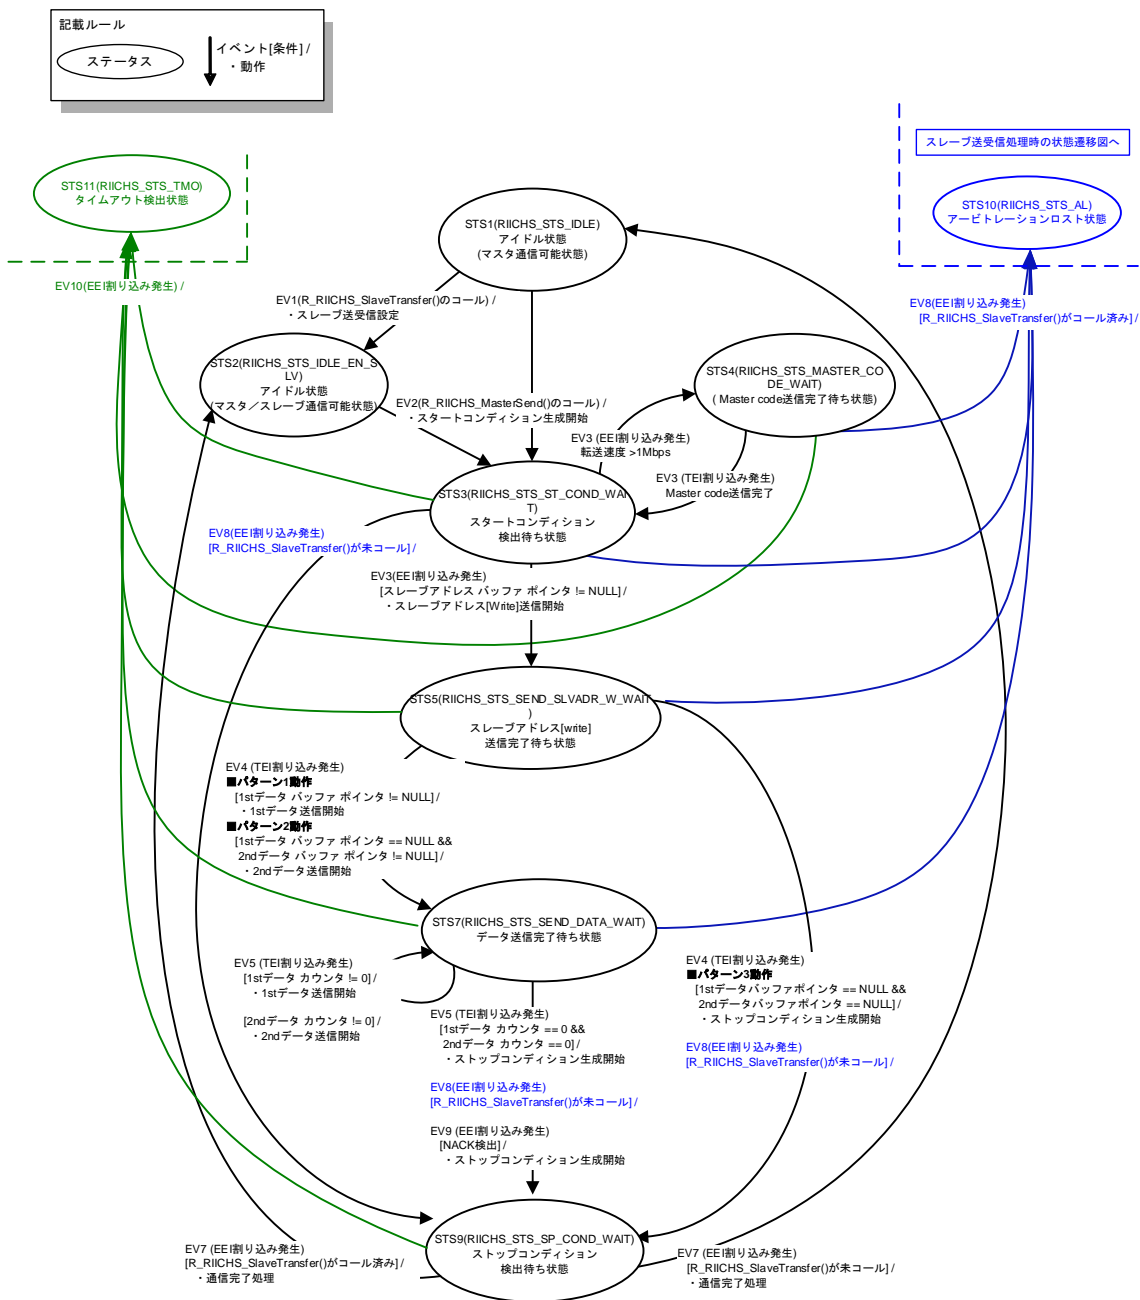 記載ルール
ステータス
イベント[条件] /
・動作
スレーブ送受信処理時の状態遷移図へ
STS11(RIICHS_STS_TMO)
タイムアウト検出状態
STS10(RIICHS_STS_AL)
アービトレーションロスト状態
STS1(RIICHS_STS_IDLE)
アイドル状態
(マスタ通信可能状態)
EV10(EEI割り込み発生) /
EV1(R_RIICHS_SlaveTransfer()のコール) /
・スレーブ送受信設定
EV8(EEI割り込み発生)
[R_RIICHS_SlaveTransfer()がコール済み] /
STS2(RIICHS_STS_IDLE_EN_S
LV)
アイドル状態
(マスタ／スレーブ通信可能状態)
STS4(RIICHS_STS_MASTER_CO
DE_WAIT)
( Master code送信完了待ち状態)
EV2(R_RIICHS_MasterSend()のコール) /
・スタートコンディション生成開始
EV3 (EEI割り込み発生)
転送速度 >1Mbps
EV3 (TEI割り込み発生)
Master code送信完了
STS3(RIICHS_STS_ST_COND_WAI
T)
スタートコンディション
検出待ち状態
EV8(EEI割り込み発生)
[R_RIICHS_SlaveTransfer()が未コール] /
EV3(EEI割り込み発生)
[スレーブアドレス バッファ ポインタ != NULL] /
・スレーブアドレス[Write]送信開始
STS5(RIICHS_STS_SEND_SLVADR_W_WAIT
)
スレーブアドレス[write]
送信完了待ち状態
EV4 (TEI割り込み発生)
■パターン1動作
[1stデータ バッファ ポインタ != NULL] /
・1stデータ送信開始
■パターン2動作
[1stデータ バッファ ポインタ == NULL &&
2ndデータ バッファ ポインタ != NULL] /
・2ndデータ送信開始
STS7(RIICHS_STS_SEND_DATA_WAIT)
データ送信完了待ち状態
EV5 (TEI割り込み発生)
[1stデータ カウンタ != 0] /
・1stデータ送信開始
[2ndデータ カウンタ != 0] /
・2ndデータ送信開始
EV5 (TEI割り込み発生)
[1stデータ カウンタ == 0 &&
2ndデータ カウンタ == 0] /
・ストップコンディション生成開始
EV8(EEI割り込み発生)
[R_RIICHS_SlaveTransfer()が未コール] /
EV9 (EEI割り込み発生)
[NACK検出] /
・ストップコンディション生成開始
EV4 (TEI割り込み発生)
■パターン3動作
[1stデータバッファポインタ == NULL &&
2ndデータバッファポインタ == NULL] /
・ストップコンディション生成開始
EV8(EEI割り込み発生)
[R_RIICHS_SlaveTransfer()が未コール] /
STS9(RIICHS_STS_SP_COND_WAIT)
ストップコンディション
検出待ち状態
EV7 (EEI割り込み発生)
[R_RIICHS_SlaveTransfer()がコール済み] /
・通信完了処理
EV7 (EEI割り込み発生)
[R_RIICHS_SlaveTransfer()が未コール] /
・通信完了処理